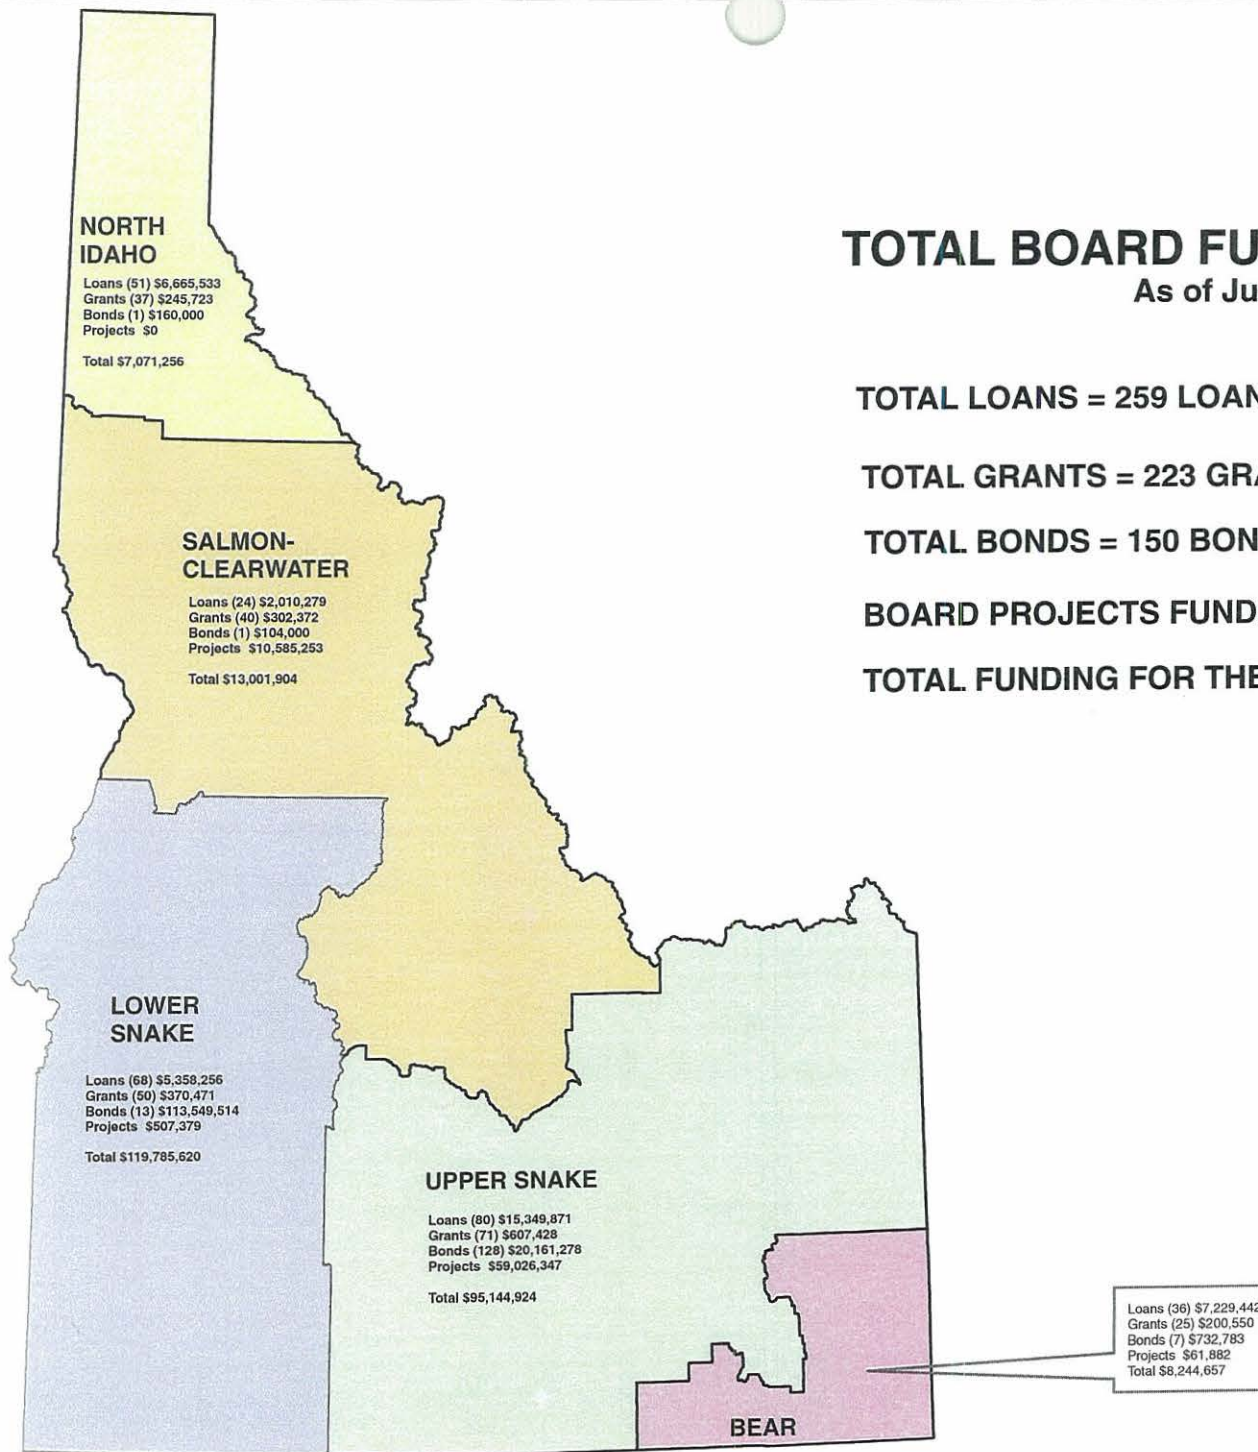 NORTH
IDAHO
Loans (51) $6,665,533
Grants (37) $245,723
Bonds (1) $160,000
Projects $0
Total $7,071,256
TOTAL BOARD FU
As of Ju
TOTAL LOANS = 259 LOAN
TOTAL GRANTS = 223 GRA
TOTAL BONDS = 150 BON
BOARD PROJECTS FUND
TOTAL FUNDING FOR THE
SALMON-
CLEARWATER
Loans (24) $2,010,279
Grants (40) $302,372
Bonds (1) $104,000
Projects $10,585,253
Total $13,001,904
LOWER
SNAKE
Loans (68) $5,358,256
Grants (50) $370,471
Bonds (13) $113,549,514
Projects $507,379
Total $119,785,620
UPPER SNAKE
Loans (80) $15,349,871
Grants (71) $607,428
Bonds (128) $20,161,278
Projects $59,026,347
Total $95,144,924
Loans (36) $7,229,442
Grants (25) $200,550
Bonds (7) $732,783
Projects $61,882
Total $8,244,657
BEAR